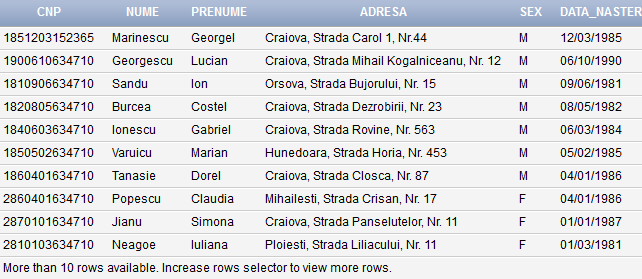 CNP NUME PRENUME ADRESA SEX DATA_NASTER
1851203152365 Marinescu Georgel Craiova, Strada Carol 1, Nr.44 M 12/03/1985
1900610634710 Georgescu Lucian Craiova, Strada Mihail Kogalniceanu, Nr. 12 M 06/10/1990
1810906634710 Sandu Ion Orsova, Strada Bujorului, Nr. 15 M 09/06/1981
1820805634710 Burcea Costel Craiova, Strada Dezrobirii, Nr. 23 M 08/05/1982
1840603634710 Ionescu Gabriel Craiova, Strada Rovine, Nr. 563 M 06/03/1984
1850502634710 Varuicu Marian Hunedoara, Strada Horia, Nr. 453 M 05/02/1985
1860401634710 Tanasie Dorel Craiova, Strada Closca, Nr. 87 M 04/01/1986
2860401634710 Popescu Claudia Mihailesti, Strada Crisan, Nr. 17 F 04/01/1986
2870101634710 Jianu Simona Craiova, Strada Panselutelor, Nr. 11 F 01/01/1987
2810103634710 Neagoe Iuliana Ploiesti, Strada Liliacului, Nr. 11 F 01/03/1981
More than 10 rows available. Increase rows selector to view more rows.